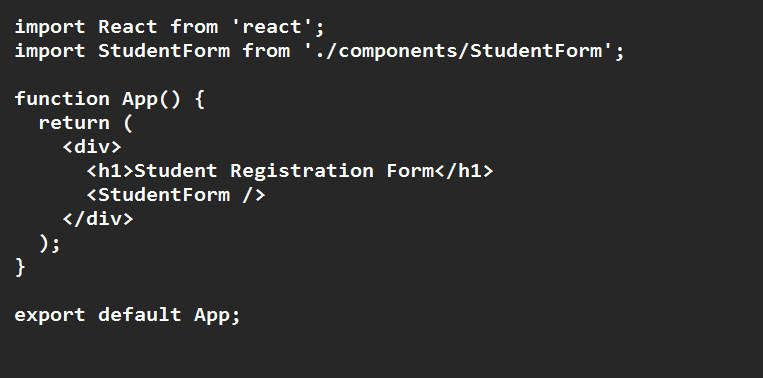 import React from 'react';
import StudentForm from './components/StudentForm';

function App() {
  return (
    <div>
      <h1>Student Registration Form</h1>
      <StudentForm />
    </div>
  );
}

export default App;